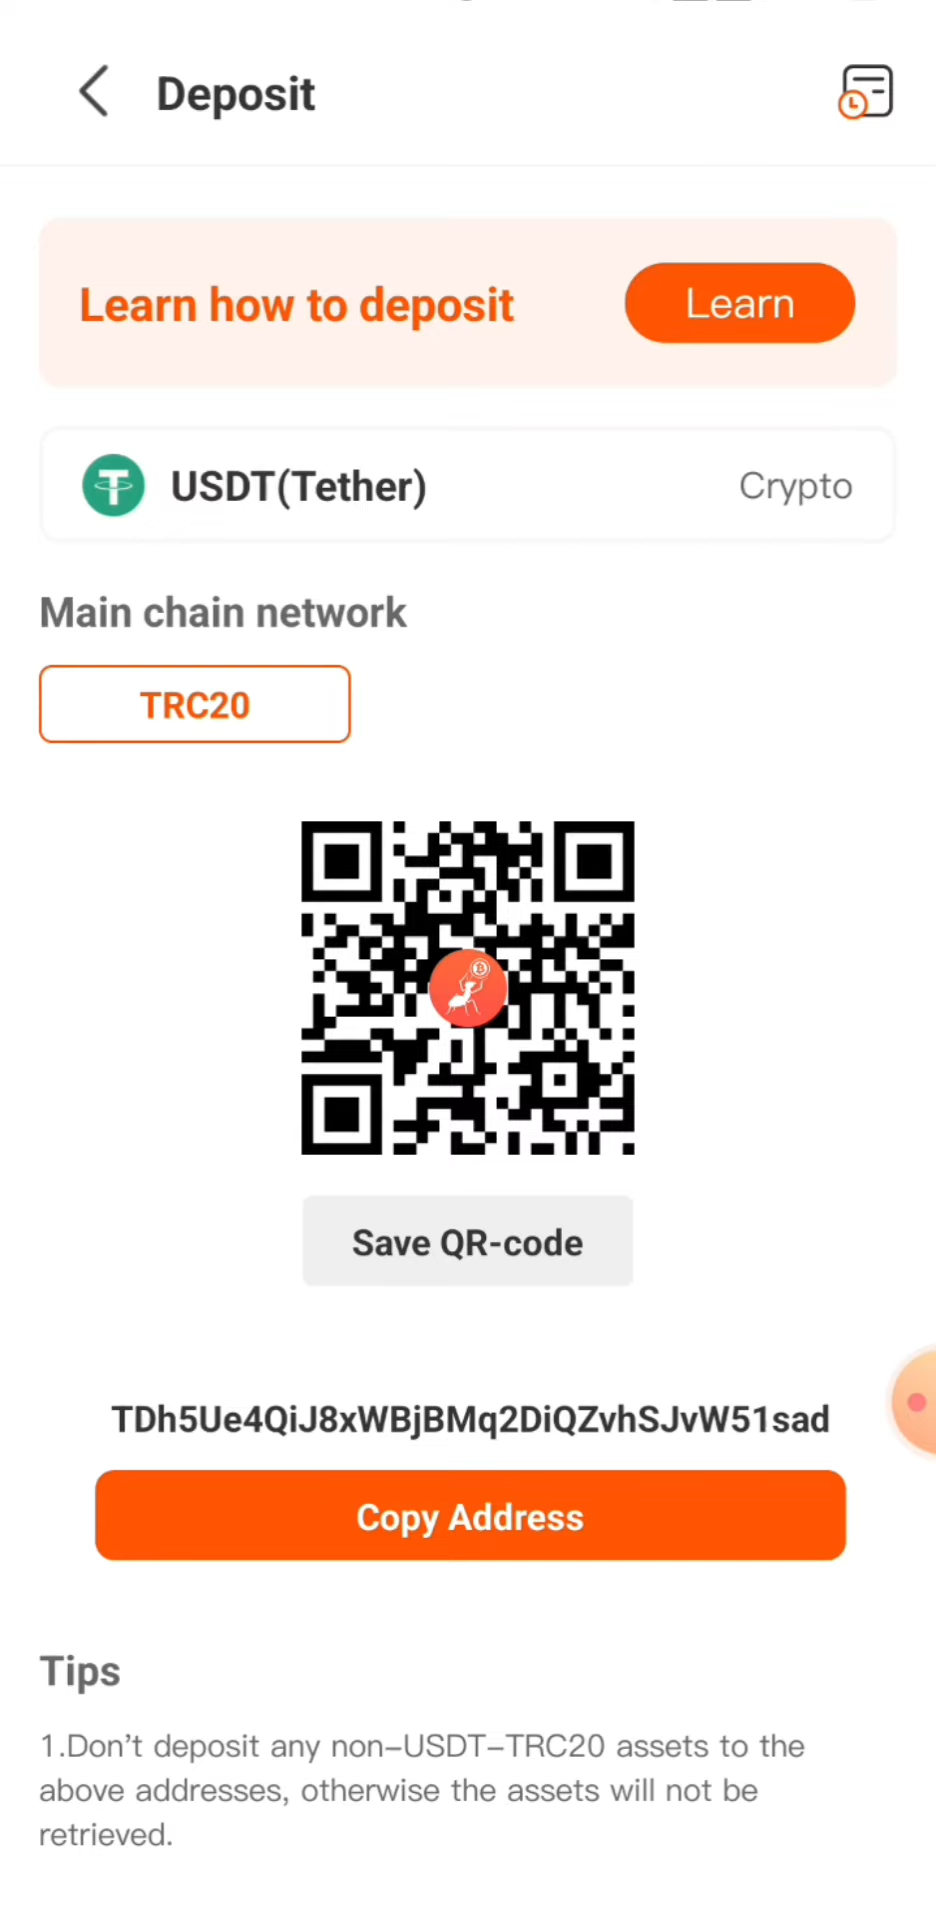 Deposit
Learn how to deposit
Learn
USDT(Tether)
Crypto
Main chain network
TRC20
Save QR-code
TDh5Ue4QiJ8xWBjBMq2DiQZvhSJvW51sad
Copy Address
Tips
1.Don't deposit any non-USDT-TRC20 assets to the
above addresses, otherwise the assets will not be
retrieved.